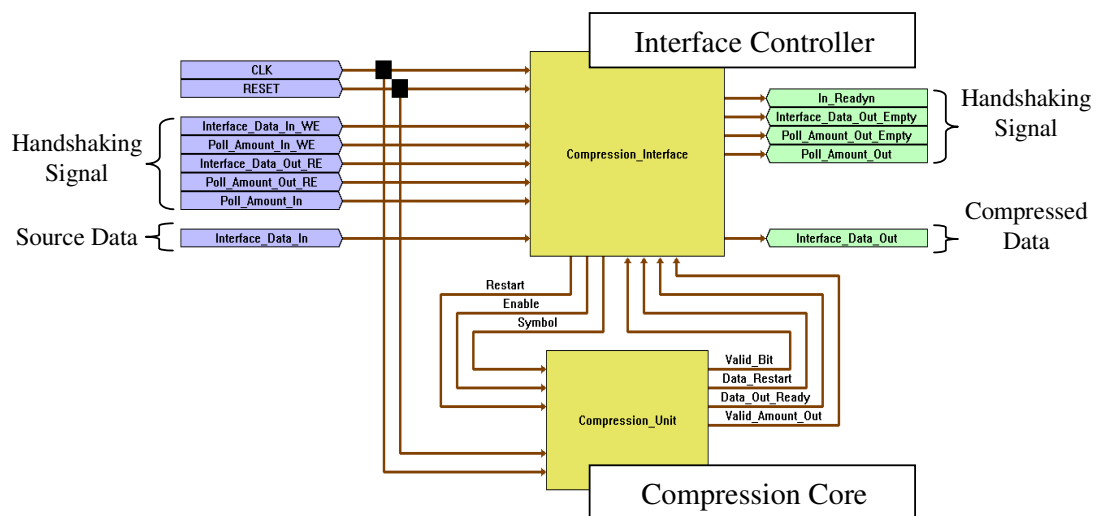 Interface Controller
CLK
RESET
Handshaking
Signal
Interface_Data_In_WE
Poll_Amount_In_WE
Interface_Data_Out_RE
Poll_Amount_Out_RE
Poll_Amount_In
Source Data
Interface_Data_In
Compression_Interface
In_Readyn
Interface_Data_Out_Empty
Poll_Amount_Out_Empty
Poll_Amount_Out
Handshaking
Signal
Interface_Data_Out
Compressed
Data
Restart
Enable
Symbol
Compression_Unit
Valid_Bit
Data_Restart
Data_Out_Ready
Valid_Amount_Out
Compression Core